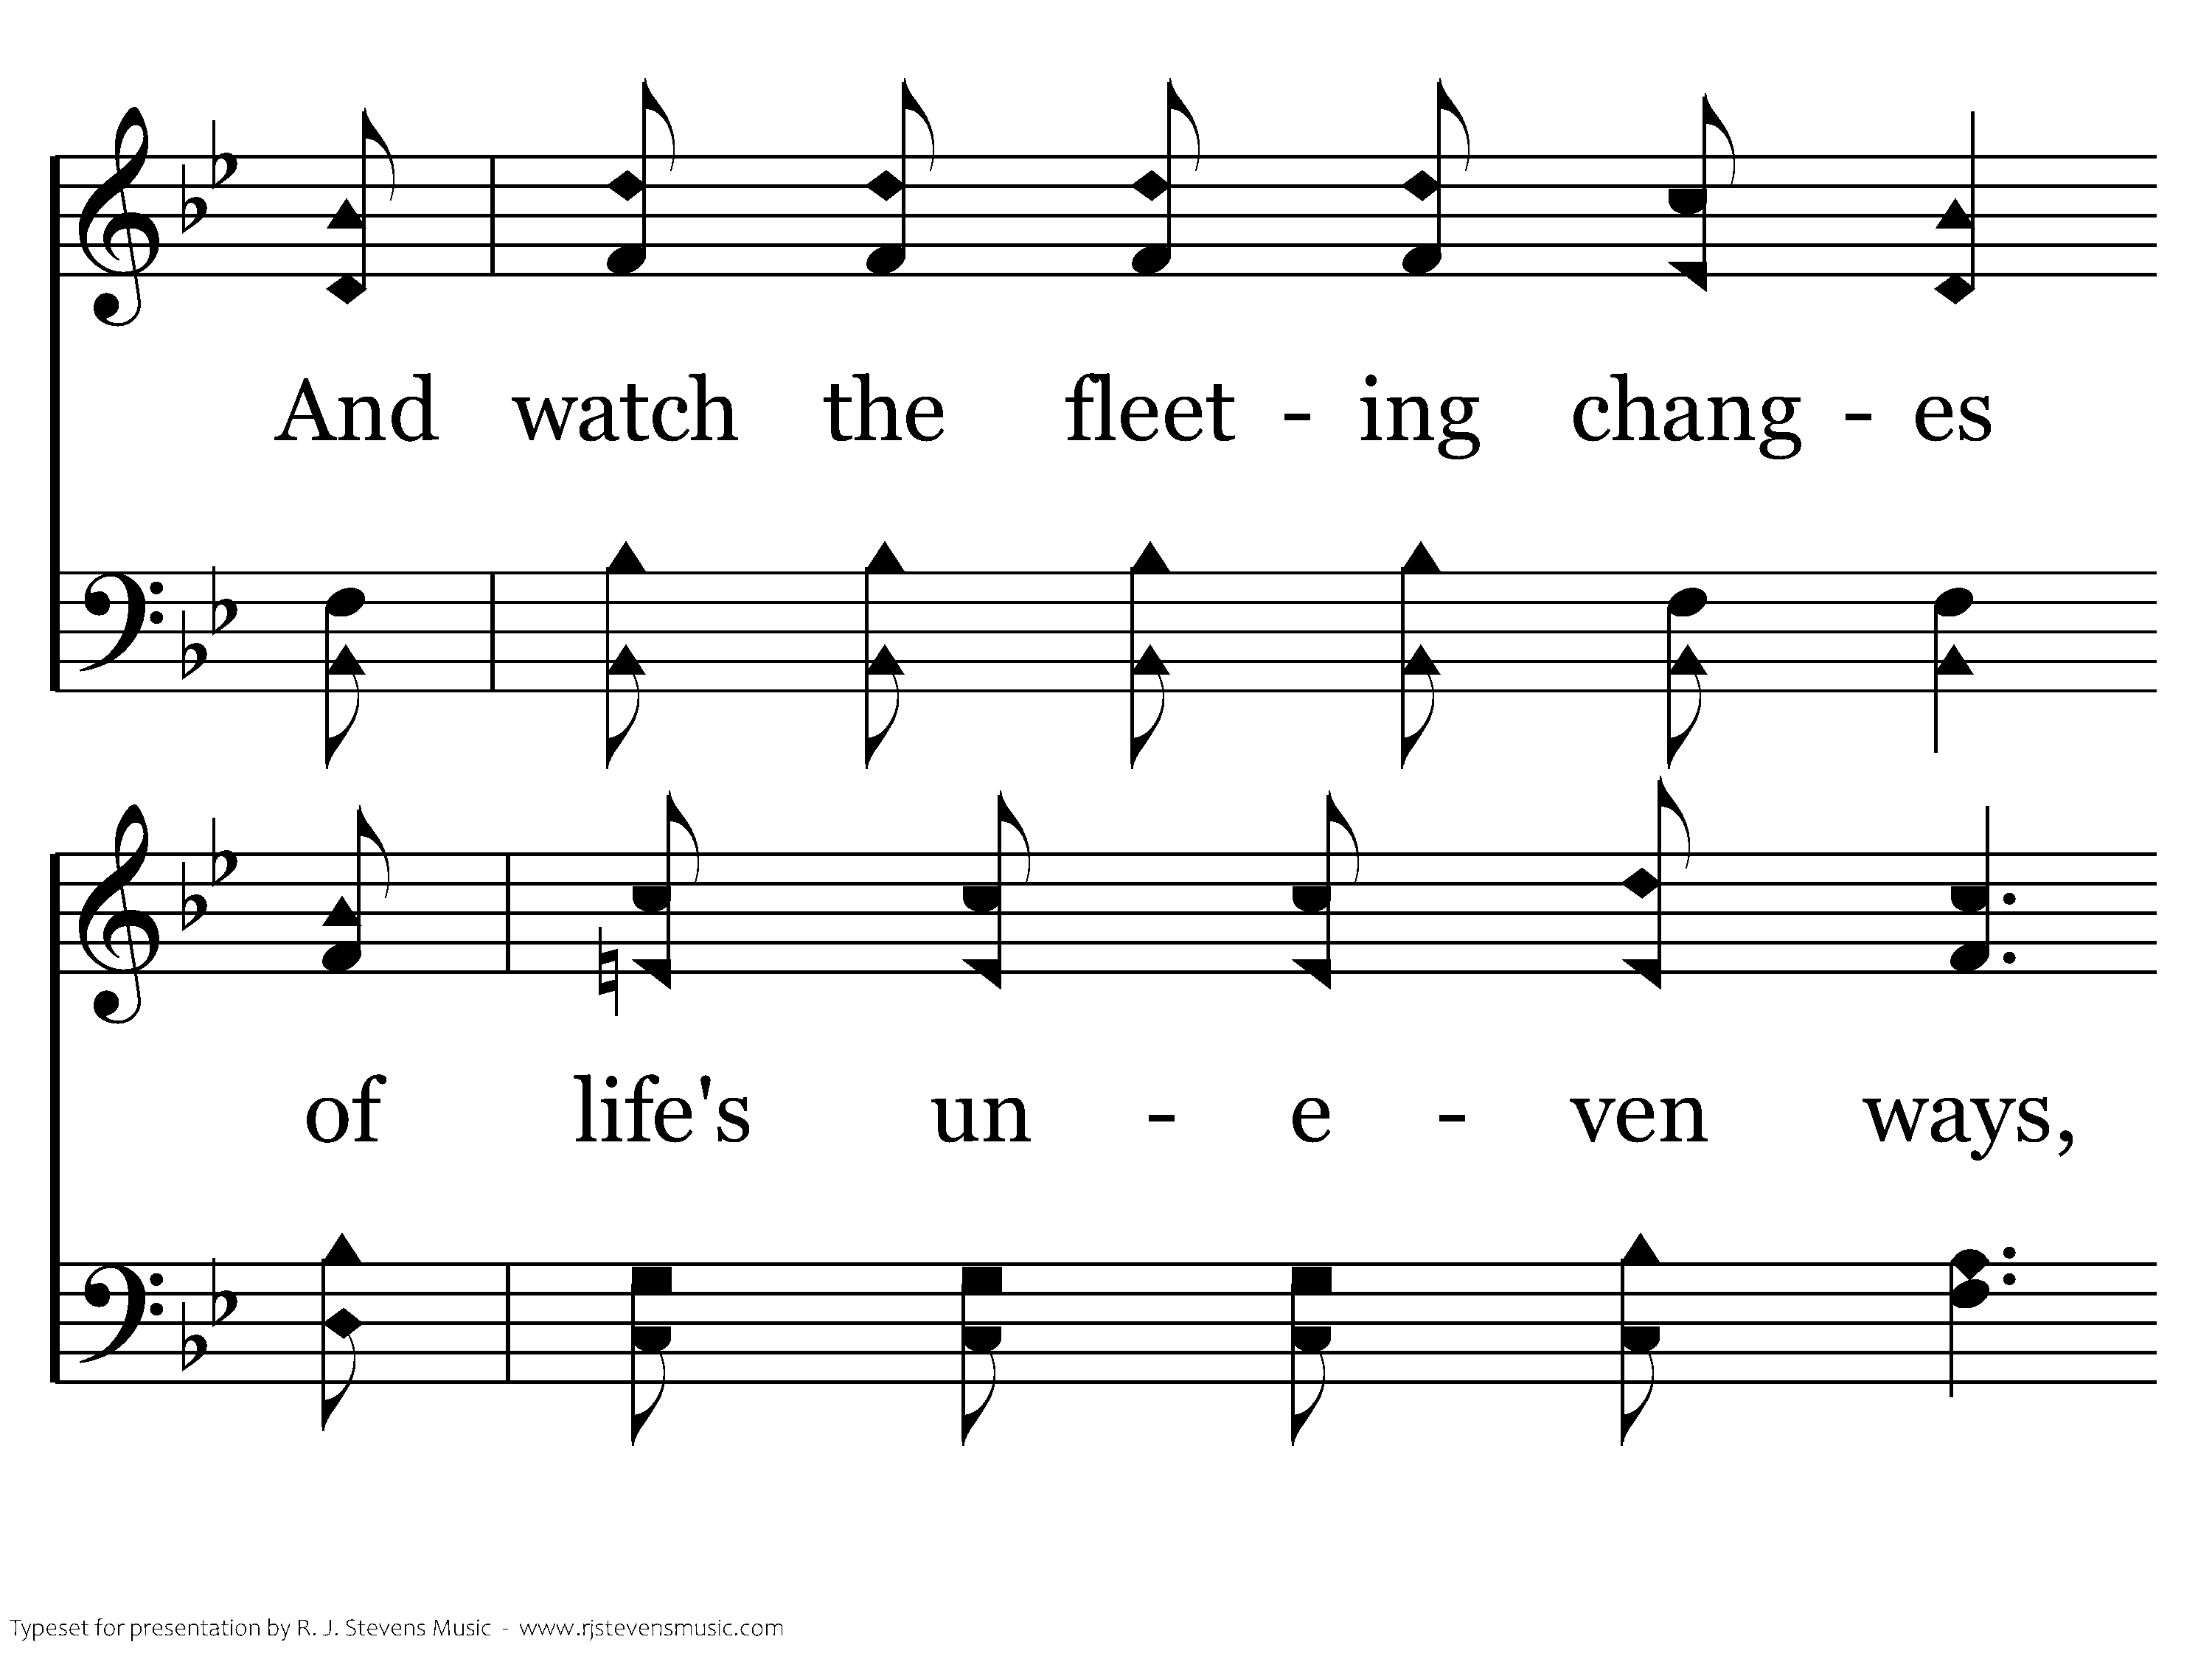 And watch the fleet - ing chang - es
of life's un - e - ven ways,
Typeset for presentation by R. J. Stevens Music - www.rjstevensmusic.com